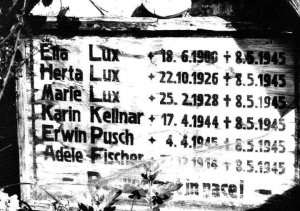 Ella Lux + 18.6.1900 † 8.5.1945
Herta Lux + 22.10.1926 † 8.5.1945
Marie Lux + 25.2.1928 † 8.5.1945
Karin Kellnar + 17.4.1944 † 8.5.1945
Erwin Pusch + 4.4.1945 † 8.5.1945
Adele Fischer 1914 † 8.5.1945
in pace!